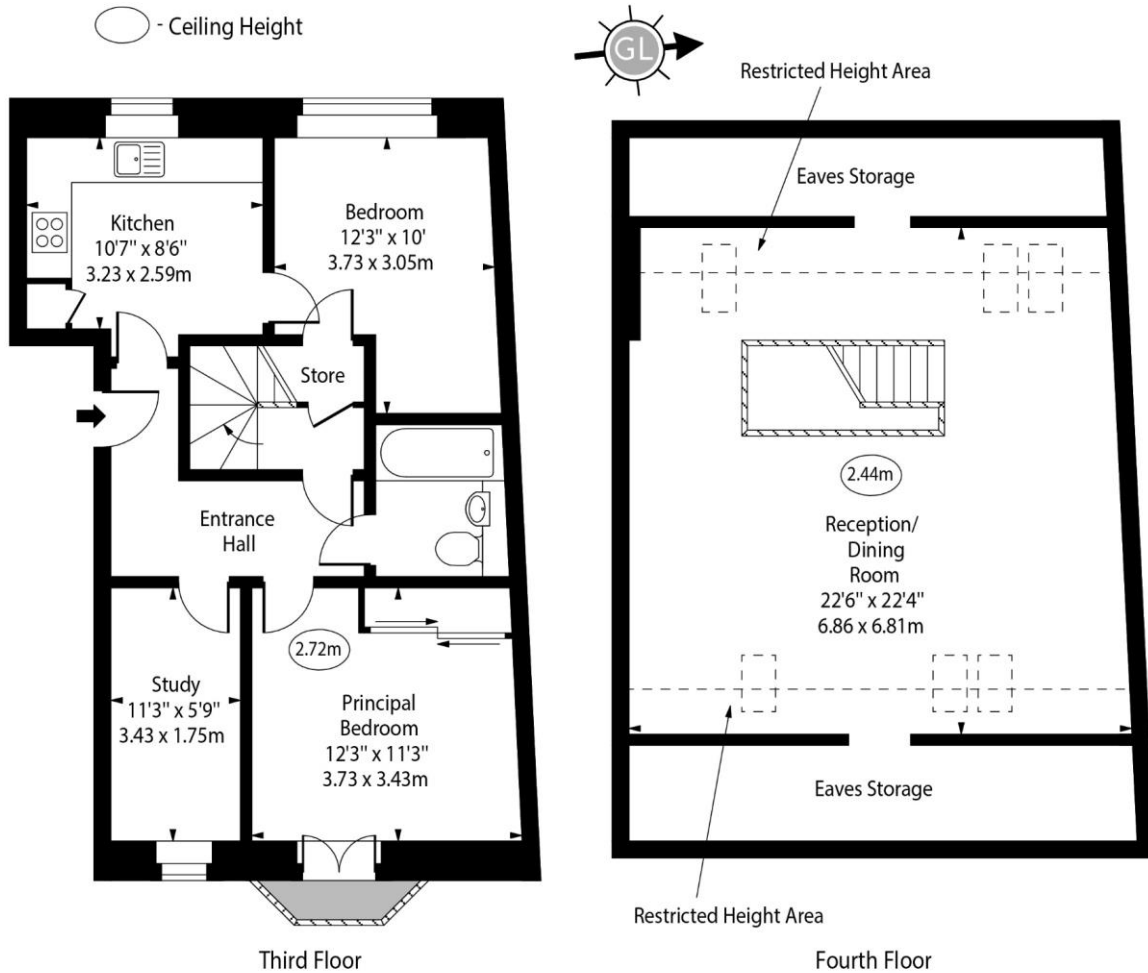 - Ceiling Height
GL
Restricted Height Area
Kitchen
10'7" x 8'6"
3.23 x 2.59m
Bedroom
12'3" x 10'
3.73 x 3.05m
Store
Entrance
Hall
Study
11'3" x 5'9"
3.43 x 1.75m
2.72m
Principal
Bedroom
12'3" x 11'3"
3.73 x 3.43m
Third Floor
Eaves Storage
2.44m
Reception/
Dining
Room
22'6" x 22'4"
6.86 x 6.81m
Eaves Storage
Restricted Height Area
Fourth Floor